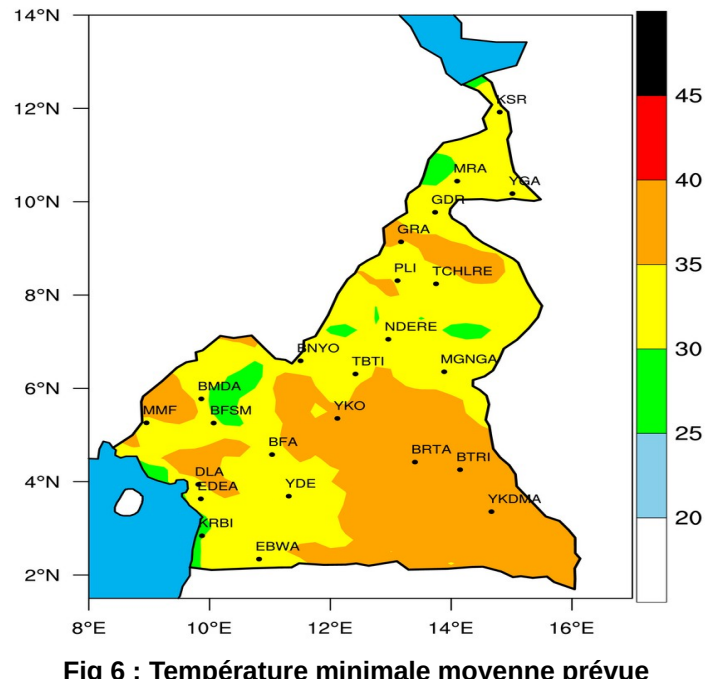 14°N
12°N
10°N
8°N
6°N
4°N
2°N
KSR
MRA
YGA
GDR
GRA
PLI
TCHLRE
NDERE
BNYO
TBTI
MGNGA
BMDA
MMF
BFSM
YKO
BFA
BRTA
BTRI
DLA
EDEA
YDE
YKDMA
KRBI
EBWA
45
40
35
30
25
20
8°E
10°E
12°E
14°E
16°E
Fig 6 : Température minimale moyenne prévue